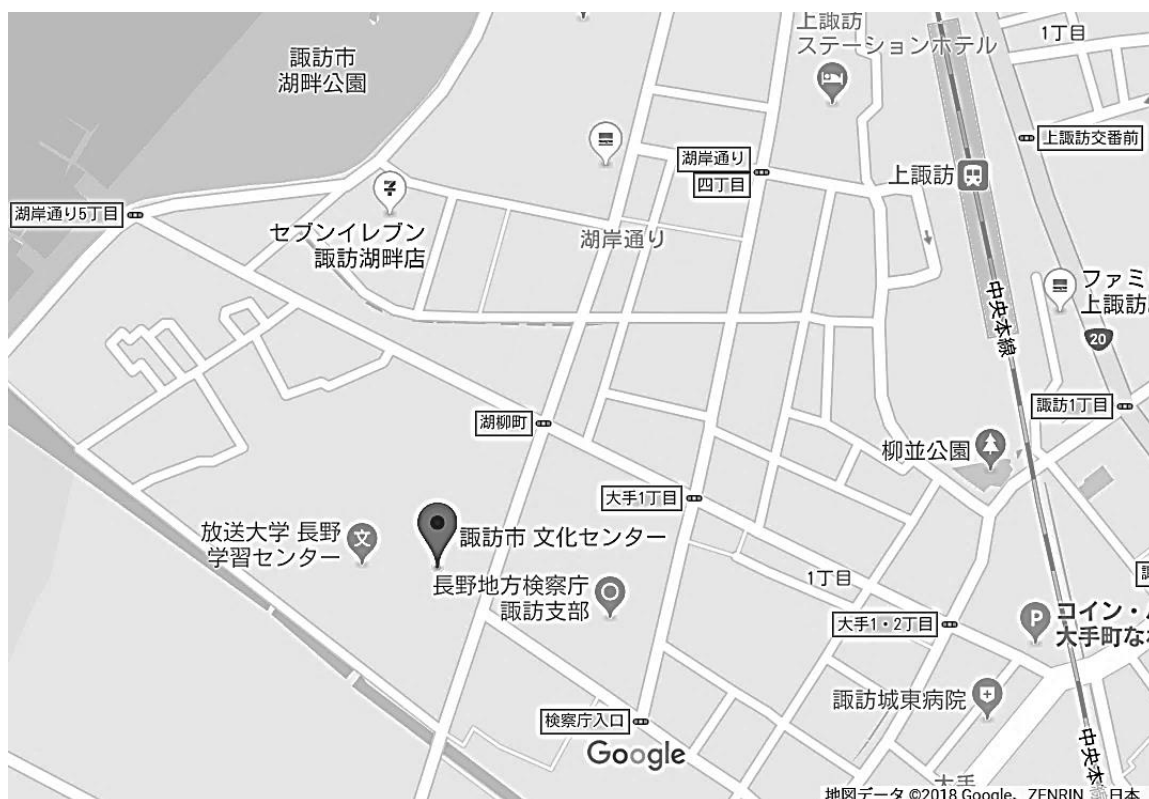 上諏訪
ステーションホテル
1丁目
諏訪市
湖畔公園
上諏訪交番前
湖岸通り
四丁目
上諏訪
湖岸通り5丁目
セブンイレブン
諏訪湖畔店
湖岸通り
ファミ
上諏訪
中央本線
20
諏訪1丁目
湖柳町
柳並公園
大手1丁目
放送大学 長野
学習センター
諏訪市 文化センター
長野地方検察庁
諏訪支部
1丁目
大手1・2丁目
P
コイン・
大手町な
諏訪城東病院
検察庁入口
Google
中央本
大手
地図データ ©2018 Google、ZENRIN 日本